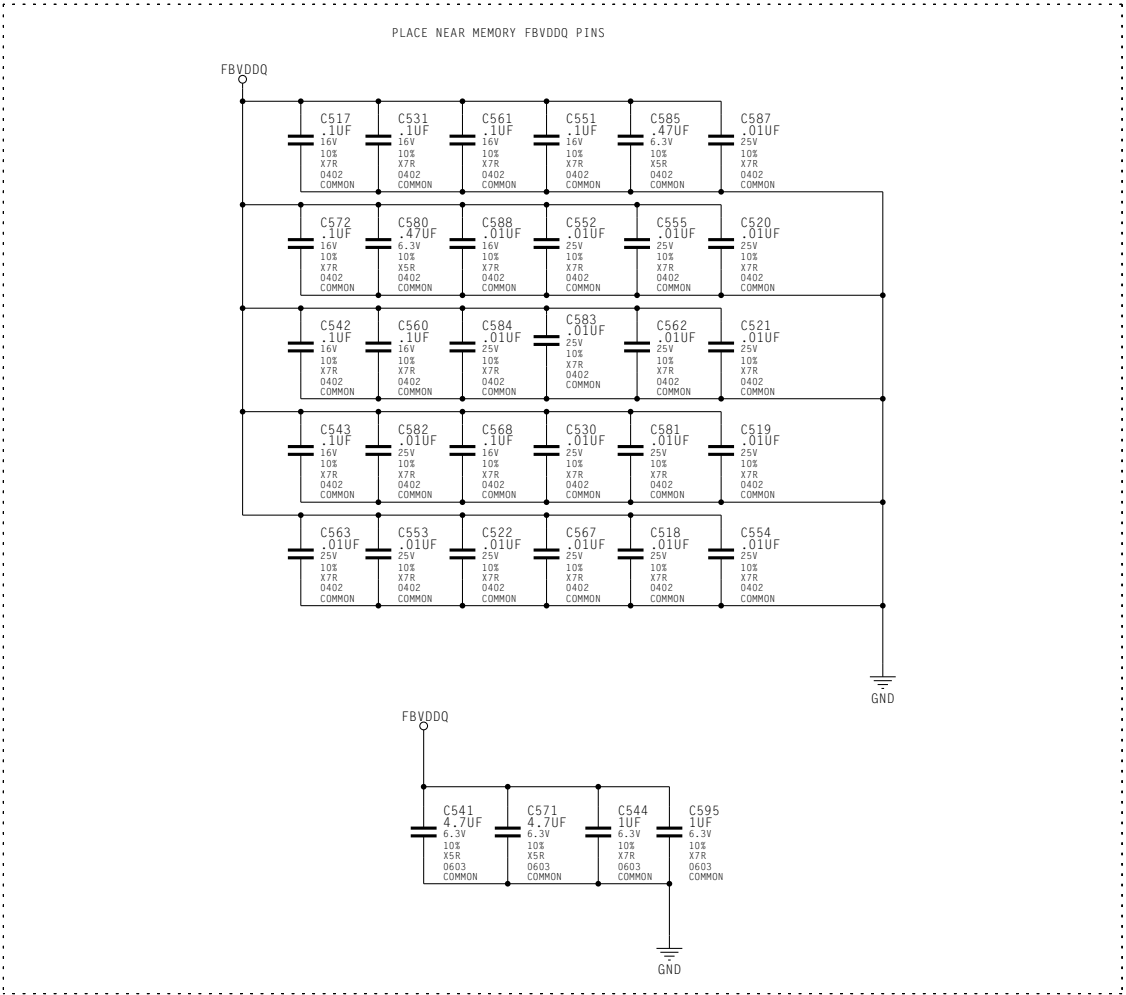 PLACE NEAR MEMORY FBVDDQ PINS
FBVDDQ
C517 C531 C561 C551 C585 C587
.1UF .1UF .1UF .1UF .47UF .01UF
16V 16V 16V 16V 6.3V 25V
10% 10% 10% 10% 10% 10%
X7R X7R X7R X7R X5R X7R
0402 0402 0402 0402 0402 0402
COMMON COMMON COMMON COMMON COMMON COMMON
C572 C580 C588 C552 C555 C520
.1UF .47UF .01UF .01UF .01UF .01UF
16V 6.3V 16V 25V 25V 25V
10% 10% 10% 10% 10% 10%
X7R X5R X7R X7R X7R X7R
0402 0402 0402 0402 0402 0402
COMMON COMMON COMMON COMMON COMMON COMMON
C542 C560 C584 C583 C562 C521
.1UF .1UF .01UF .01UF .01UF .01UF
16V 16V 25V 25V 25V 25V
10% 10% 10% 10% 10% 10%
X7R X7R X7R X7R X7R X7R
0402 0402 0402 0402 0402 0402
COMMON COMMON COMMON COMMON COMMON COMMON
C543 C582 C568 C530 C581 C519
.1UF .01UF .1UF .01UF .01UF .01UF
16V 25V 16V 25V 25V 25V
10% 10% 10% 10% 10% 10%
X7R X7R X7R X7R X7R X7R
0402 0402 0402 0402 0402 0402
COMMON COMMON COMMON COMMON COMMON COMMON
C563 C553 C522 C567 C518 C554
.01UF .01UF .01UF .01UF .01UF .01UF
25V 25V 25V 25V 25V 25V
10% 10% 10% 10% 10% 10%
X7R X7R X7R X7R X7R X7R
0402 0402 0402 0402 0402 0402
COMMON COMMON COMMON COMMON COMMON COMMON
GND
FBVDDQ
C541 C571 C544 C595
4.7UF 4.7UF 1UF 1UF
6.3V 6.3V 6.3V 6.3V
10% 10% 10% 10%
X5R X5R X7R X7R
0603 0603 0603 0603
COMMON COMMON COMMON COMMON
GND